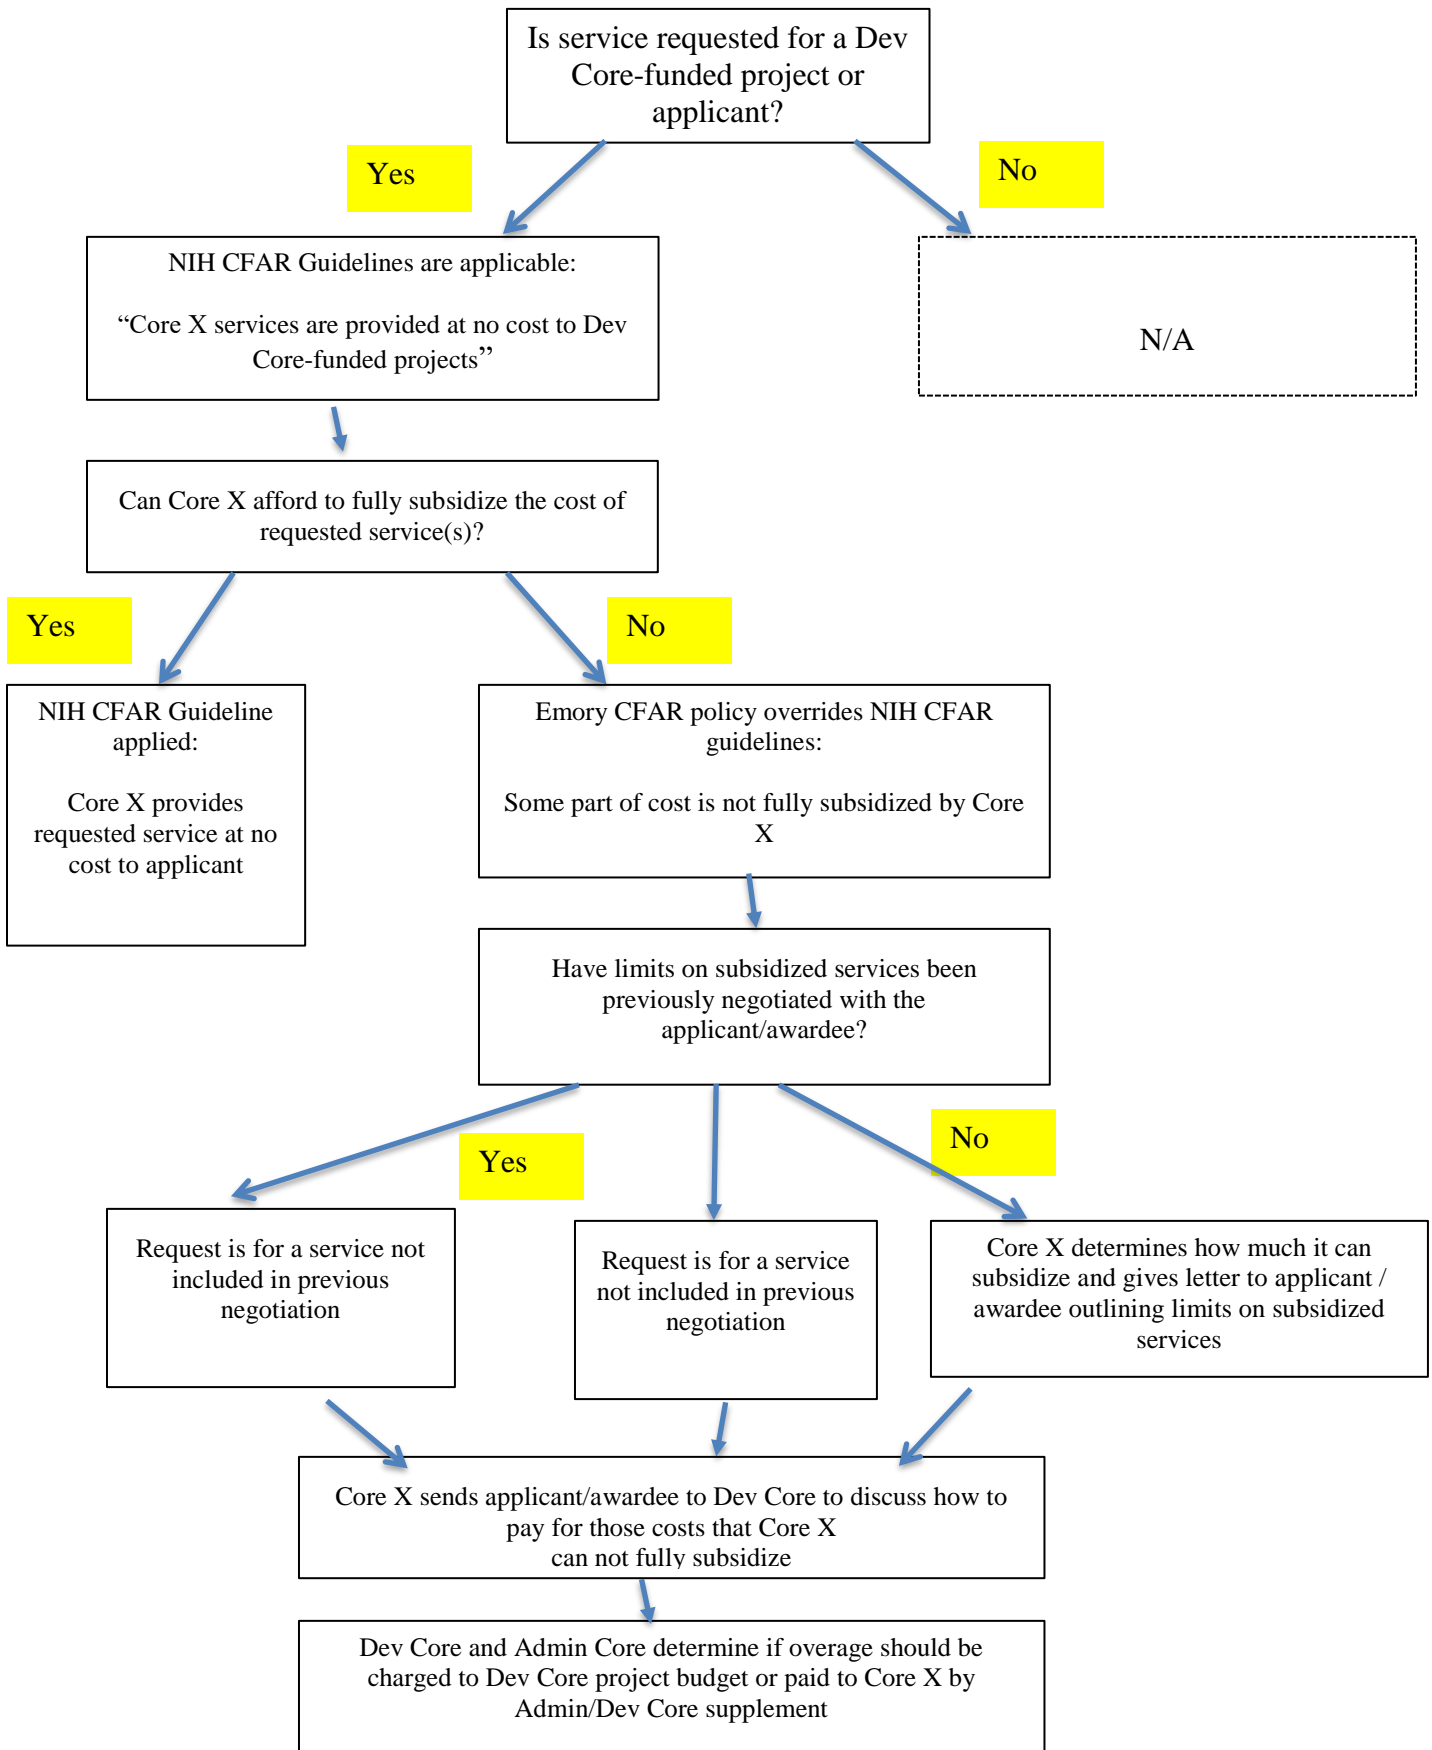 Is service requested for a Dev
Core-funded project or
applicant?
Yes
No
NIH CFAR Guidelines are applicable:
“Core X services are provided at no cost to Dev
Core-funded projects”
N/A
Can Core X afford to fully subsidize the cost of
requested service(s)?
Yes
No
NIH CFAR Guideline
applied:
Core X provides
requested service at no
cost to applicant
Emory CFAR policy overrides NIH CFAR
guidelines:
Some part of cost is not fully subsidized by Core
X
Have limits on subsidized services been
previously negotiated with the
applicant/awardee?
Yes
No
Request is for a service not
included in previous
negotiation
Request is for a service
not included in previous
negotiation
Core X determines how much it can
subsidize and gives letter to applicant /
awardee outlining limits on subsidized
services
Core X sends applicant/awardee to Dev Core to discuss how to
pay for those costs that Core X
can not fully subsidize
Dev Core and Admin Core determine if overage should be
charged to Dev Core project budget or paid to Core X by
Admin/Dev Core supplement